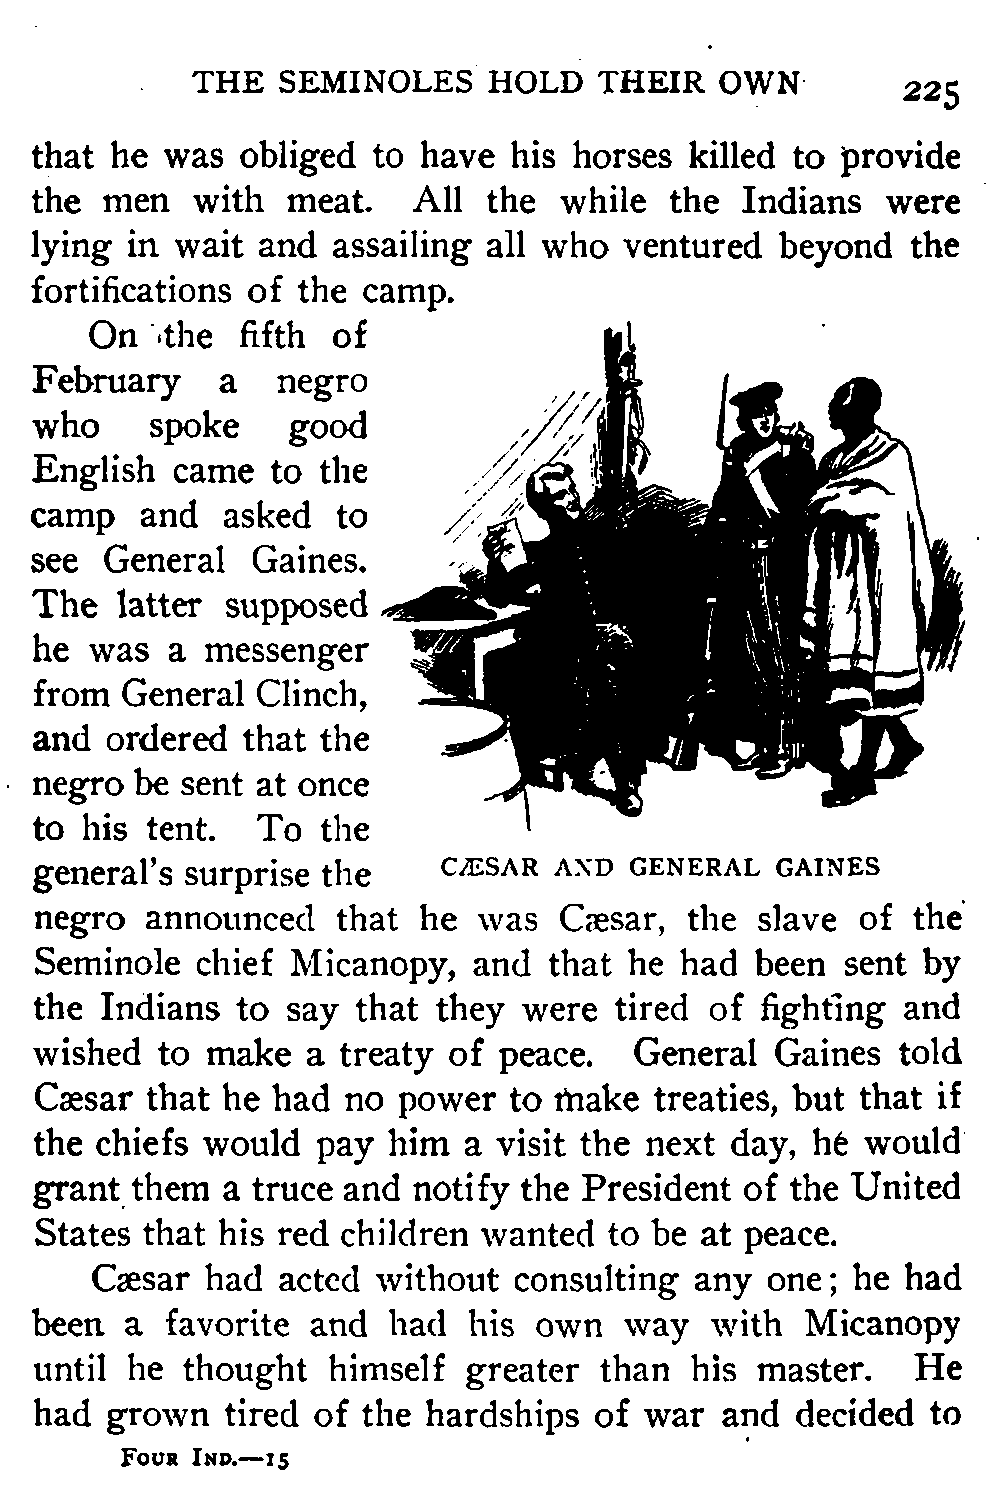 THE SEMINOLES HOLD THEIR OWN 225
that he was obliged to have his horses killed to provide
the men with meat. All the while the Indians were
lying in wait and assailing all who ventured beyond the
fortifications of the camp.
On the fifth of
February a negro
who spoke good
English came to the
camp and asked to
see General Gaines.
The latter supposed
he was a messenger
from General Clinch,
and ordered that the
negro be sent at once
to his tent. To the
general's surprise the
CÆSAR AND GENERAL GAINES
negro announced that he was Cæsar, the slave of the
Seminole chief Micanopy, and that he had been sent by
the Indians to say that they were tired of fighting and
wished to make a treaty of peace. General Gaines told
Cæsar that he had no power to make treaties, but that if
the chiefs would pay him a visit the next day, he would
grant them a truce and notify the President of the United
States that his red children wanted to be at peace.
Cæsar had acted without consulting any one; he had
been a favorite and had his own way with Micanopy
until he thought himself greater than his master. He
had grown tired of the hardships of war and decided to
FOUR IND.—15